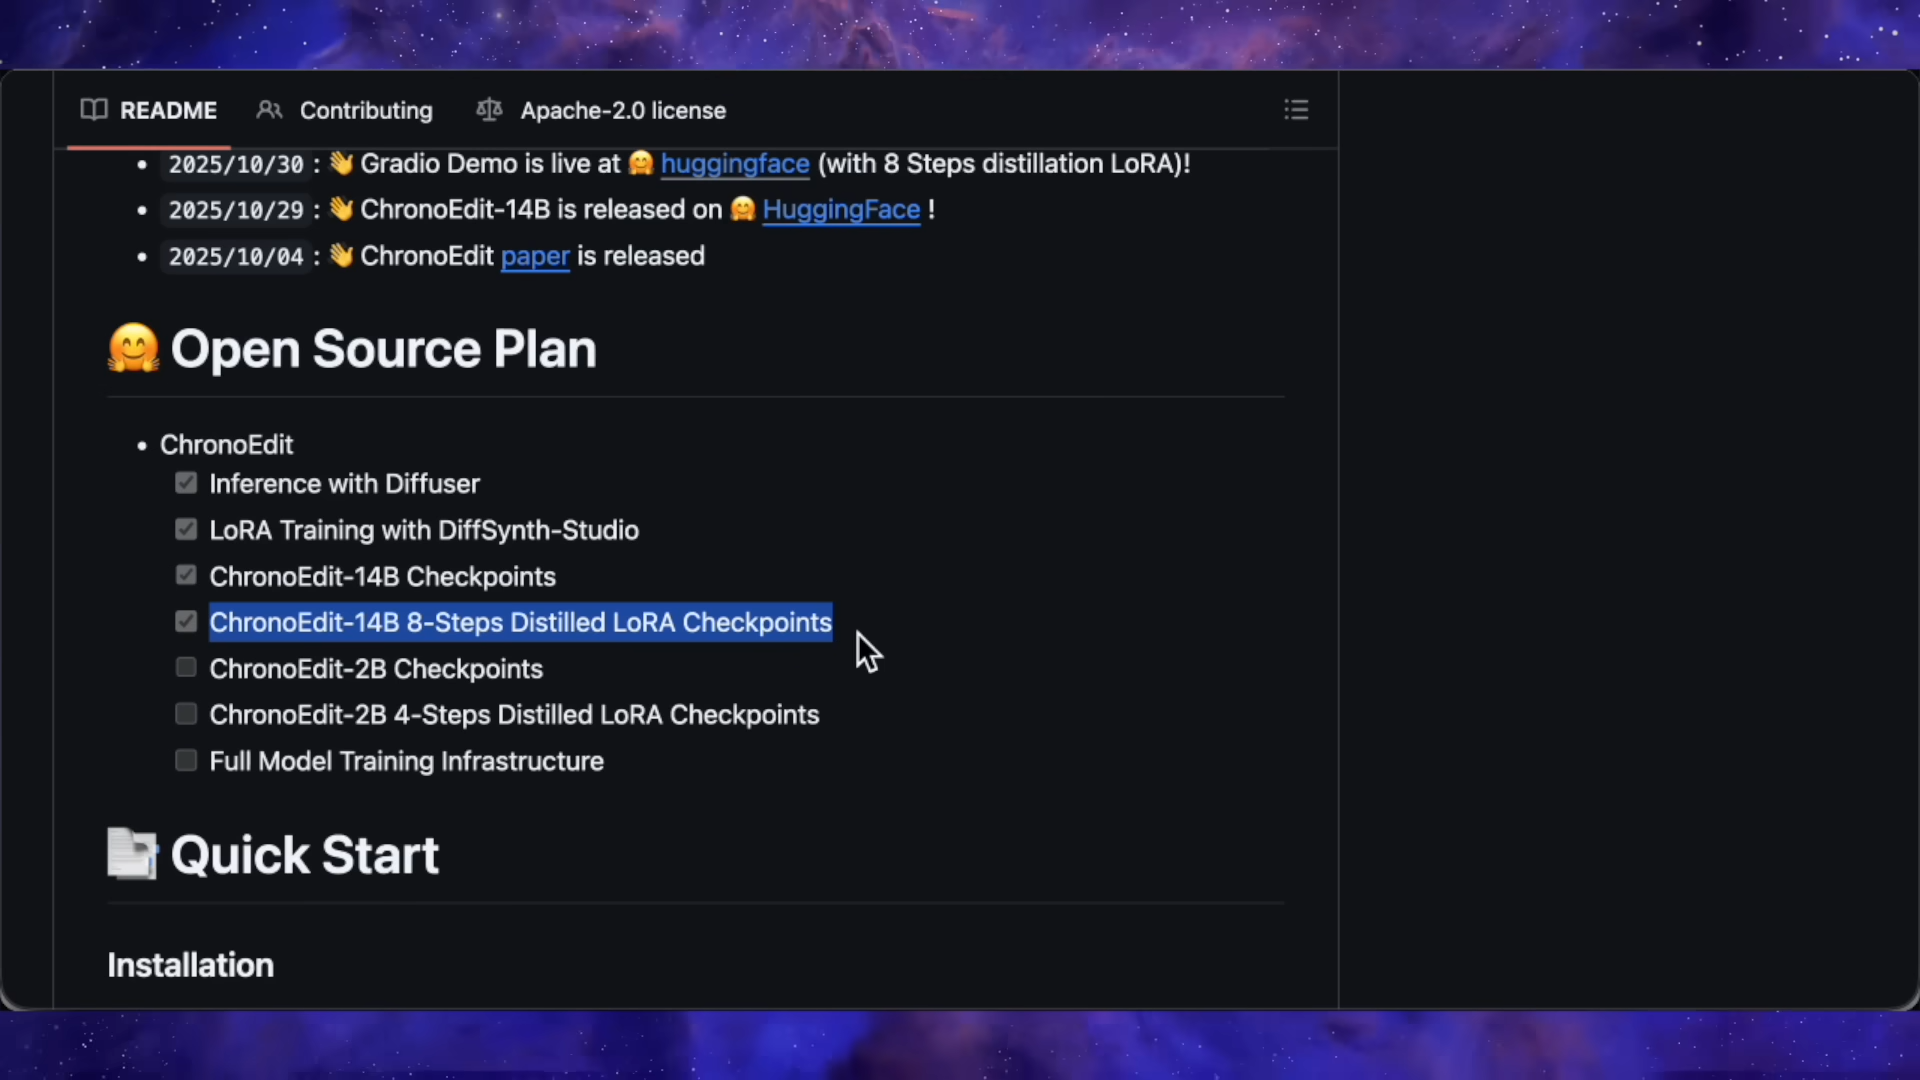 README Contributing Apache-2.0 license
2025/10/30 : 👋 Gradio Demo is live at 🤗 huggingface (with 8 Steps distillation LoRA)!
2025/10/29 : 👋 ChronoEdit-14B is released on 🤗 HuggingFace !
2025/10/04 : 👋 ChronoEdit paper is released
🤗 Open Source Plan
ChronoEdit
Inference with Diffuser
LoRA Training with DiffSynth-Studio
ChronoEdit-14B Checkpoints
ChronoEdit-14B 8-Steps Distilled LoRA Checkpoints
ChronoEdit-2B Checkpoints
ChronoEdit-2B 4-Steps Distilled LoRA Checkpoints
Full Model Training Infrastructure
Quick Start
Installation